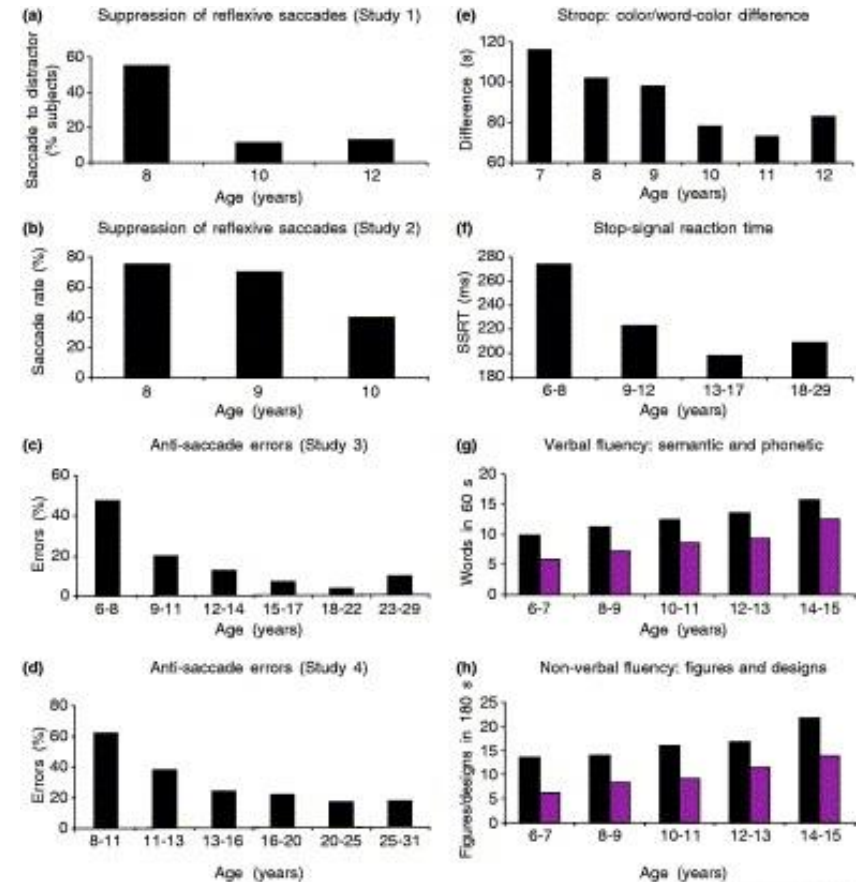 (a) Suppression of reflexive saccades (Study 1)
Saccade to distractor
(% subjects)
60
40
20
0
8 10 12
Age (years)
(b) Suppression of reflexive saccades (Study 2)
Saccade rate (%)
80
60
40
20
0
8 9 10
Age (years)
(c) Anti-saccade errors (Study 3)
Errors (%)
60
40
20
0
6-8 9-11 12-14 15-17 18-22 23-29
Age (years)
(d) Anti-saccade errors (Study 4)
Errors (%)
80
60
40
20
0
8-11 11-13 13-16 16-20 20-25 25-31
Age (years)
(e) Stroop: color/word-color difference
Difference (s)
120
100
80
60
7 8 9 10 11 12
Age (years)
(f) Stop-signal reaction time
SSRT (ms)
280
260
240
220
200
180
6-8 9-12 13-17 18-29
Age (years)
(g) Verbal fluency: semantic and phonetic
Words in 60 s
20
15
10
5
0
6-7 8-9 10-11 12-13 14-15
Age (years)
(h) Non-verbal fluency: figures and designs
Figures/designs in 180 s
25
20
15
10
5
0
6-7 8-9 10-11 12-13 14-15
Age (years)